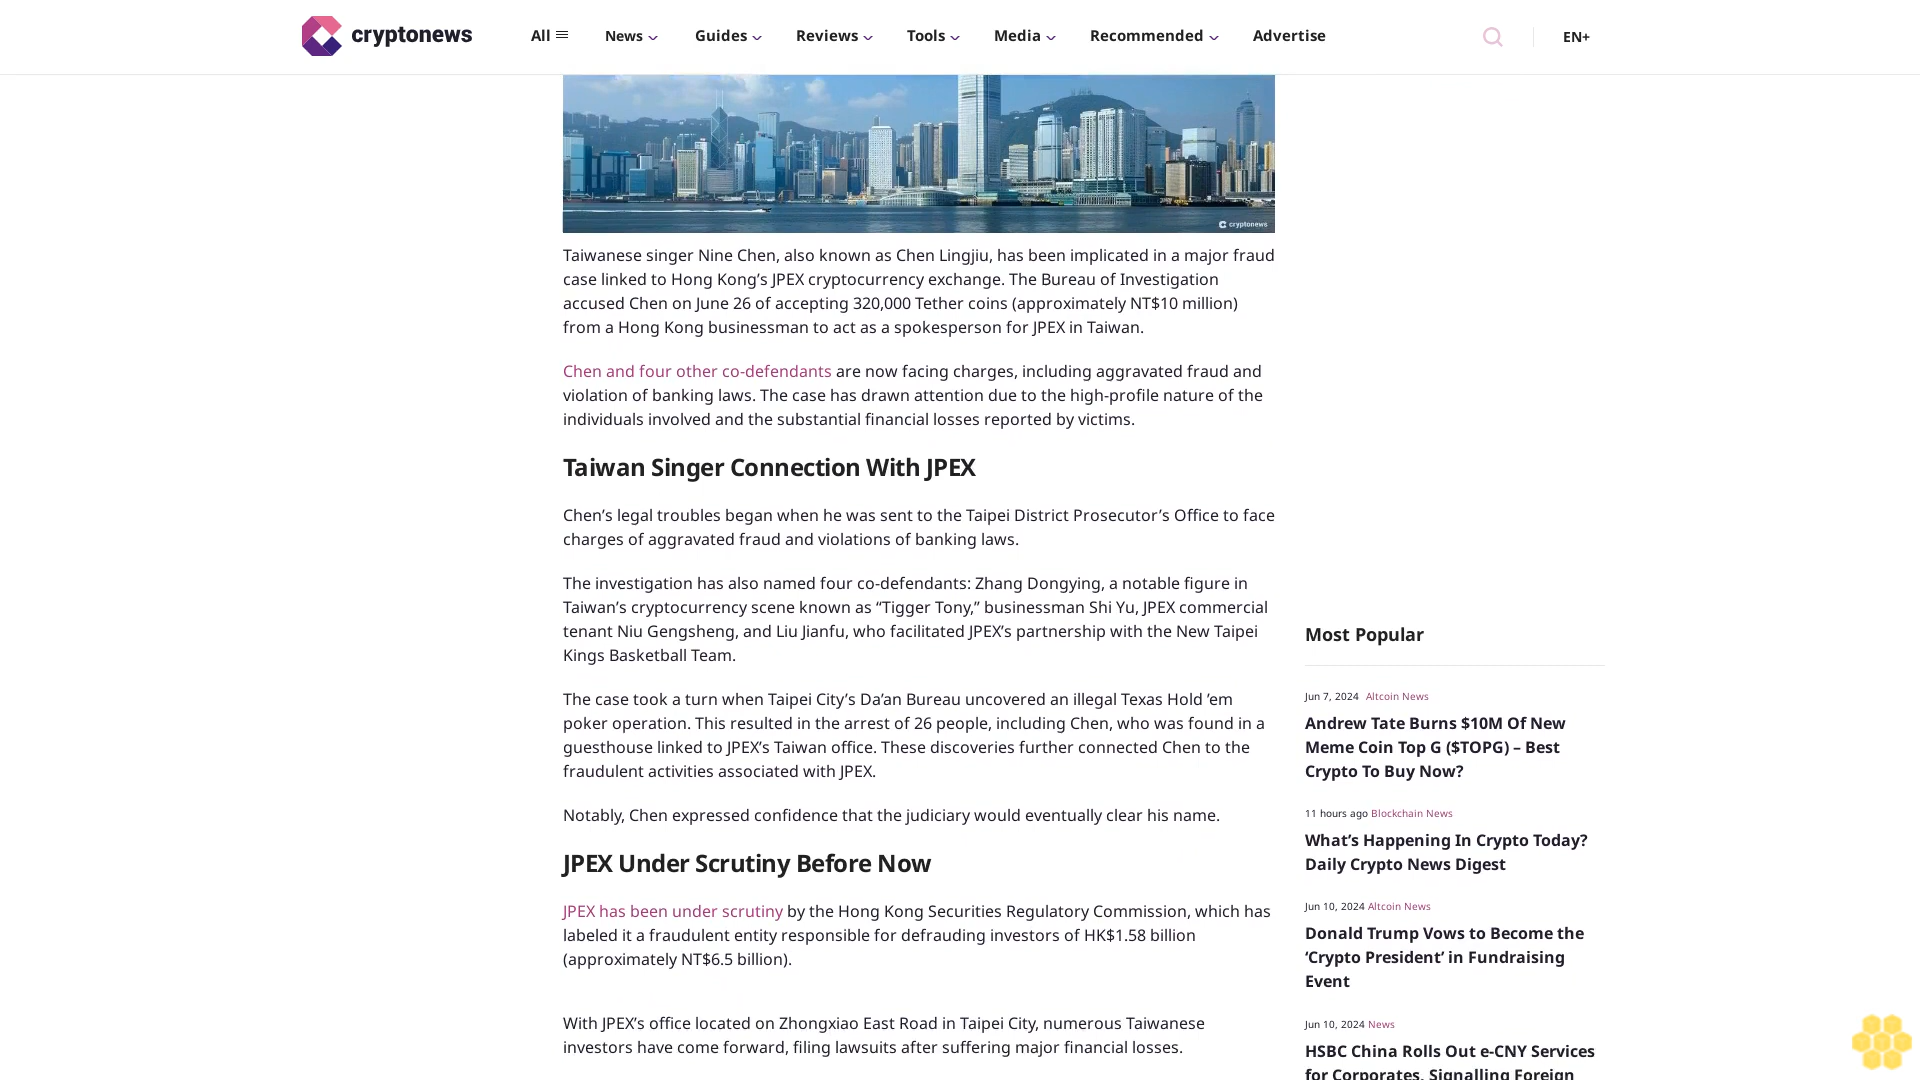 cryptonews
All
News
Guides
Reviews
Tools
Media
Recommended
Advertise
EN+
cryptonews
Taiwanese singer Nine Chen, also known as Chen Lingjiu, has been implicated in a major fraud
case linked to Hong Kong’s JPEX cryptocurrency exchange. The Bureau of Investigation
accused Chen on June 26 of accepting 320,000 Tether coins (approximately NT$10 million)
from a Hong Kong businessman to act as a spokesperson for JPEX in Taiwan.
Chen and four other co-defendants are now facing charges, including aggravated fraud and
violation of banking laws. The case has drawn attention due to the high-profile nature of the
individuals involved and the substantial financial losses reported by victims.
Taiwan Singer Connection With JPEX
Chen’s legal troubles began when he was sent to the Taipei District Prosecutor’s Office to face
charges of aggravated fraud and violations of banking laws.
The investigation has also named four co-defendants: Zhang Dongying, a notable figure in
Taiwan’s cryptocurrency scene known as “Tigger Tony,” businessman Shi Yu, JPEX commercial
tenant Niu Gengsheng, and Liu Jianfu, who facilitated JPEX’s partnership with the New Taipei
Kings Basketball Team.
The case took a turn when Taipei City’s Da’an Bureau uncovered an illegal Texas Hold ’em
poker operation. This resulted in the arrest of 26 people, including Chen, who was found in a
guesthouse linked to JPEX’s Taiwan office. These discoveries further connected Chen to the
fraudulent activities associated with JPEX.
Notably, Chen expressed confidence that the judiciary would eventually clear his name.
JPEX Under Scrutiny Before Now
JPEX has been under scrutiny by the Hong Kong Securities Regulatory Commission, which has
labeled it a fraudulent entity responsible for defrauding investors of HK$1.58 billion
(approximately NT$6.5 billion).
With JPEX’s office located on Zhongxiao East Road in Taipei City, numerous Taiwanese
investors have come forward, filing lawsuits after suffering major financial losses.
Most Popular
Jun 7, 2024 Altcoin News
Andrew Tate Burns $10M Of New
Meme Coin Top G ($TOPG) – Best
Crypto To Buy Now?
11 hours ago Blockchain News
What’s Happening In Crypto Today?
Daily Crypto News Digest
Jun 10, 2024 Altcoin News
Donald Trump Vows to Become the
‘Crypto President’ in Fundraising
Event
Jun 10, 2024 News
HSBC China Rolls Out e-CNY Services
for Corporates, Signalling Foreign